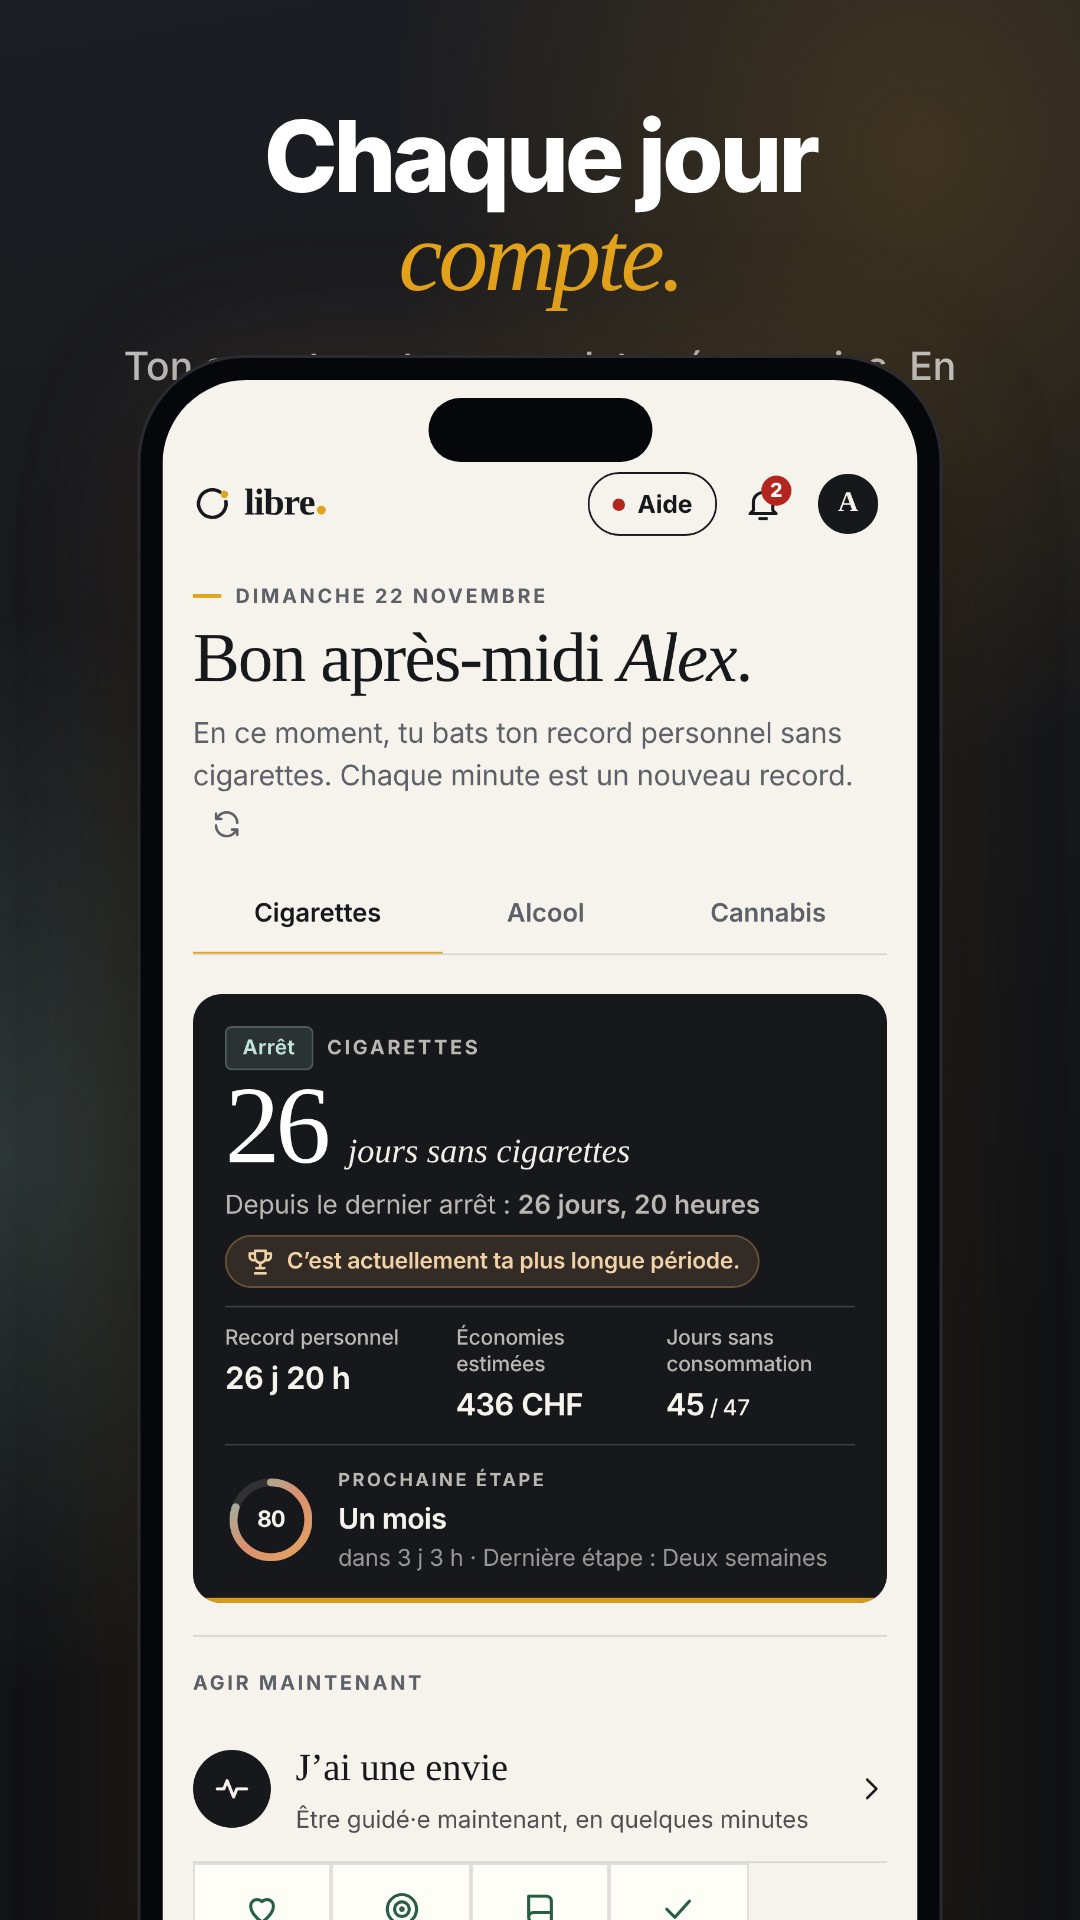 Chaque jour
compte.
Ton En
libre.
Aide
2
A
DIMANCHE 22 NOVEMBRE
Bon après-midi Alex.
En ce moment, tu bats ton record personnel sans
cigarettes. Chaque minute est un nouveau record.
Cigarettes Alcool Cannabis
Arrêt CIGARETTES
26 jours sans cigarettes
Depuis le dernier arrêt : 26 jours, 20 heures
C’est actuellement ta plus longue période.
Record personnel
26 j 20 h
Économies
estimées
436 CHF
Jours sans
consommation
45 / 47
80
PROCHAINE ÉTAPE
Un mois
dans 3 j 3 h · Dernière étape : Deux semaines
AGIR MAINTENANT
J’ai une envie
Être guidé·e maintenant, en quelques minutes